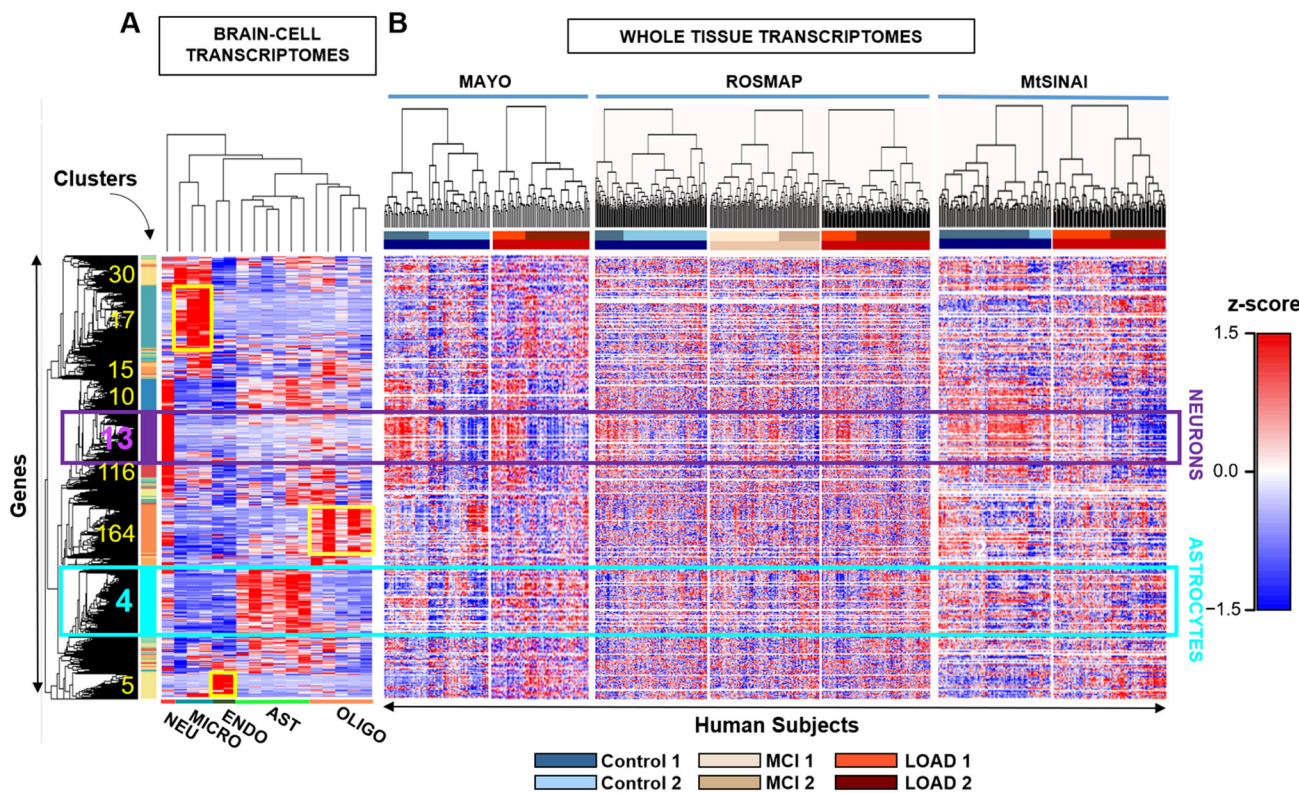 A
BRAIN-CELL
TRANSCRIPTOMES
B
WHOLE TISSUE TRANSCRIPTOMES
MAYO
ROSMAP
MtSINAI
Clusters
Genes
30
17
15
10
13
116
164
4
5
NEU
MICRO
ENDO
AST
OLIGO
Human Subjects
NEURONS
ASTROCYTES
z-score
1.5
0.0
−1.5
Control 1
MCI 1
LOAD 1
Control 2
MCI 2
LOAD 2